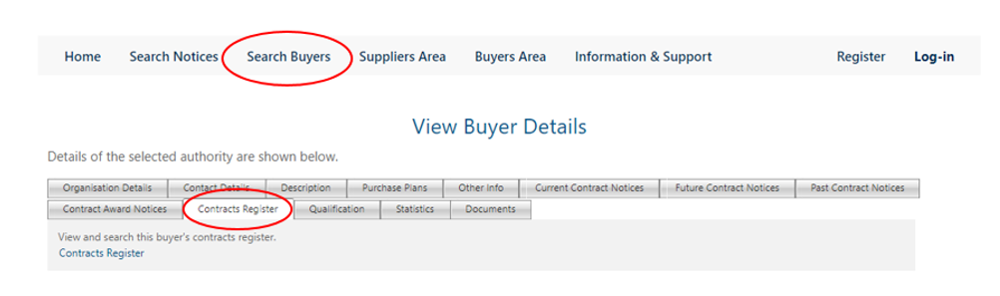 Home Search Notices Search Buyers Suppliers Area Buyers Area Information & Support Register Log-in
View Buyer Details
Details of the selected authority are shown below.
Organisation Details Contact Details Description Purchase Plans Other Info Current Contract Notices Future Contract Notices Past Contract Notices
Contract Award Notices Contracts Register Qualification Statistics Documents
View and search this buyer's contracts register.
Contracts Register